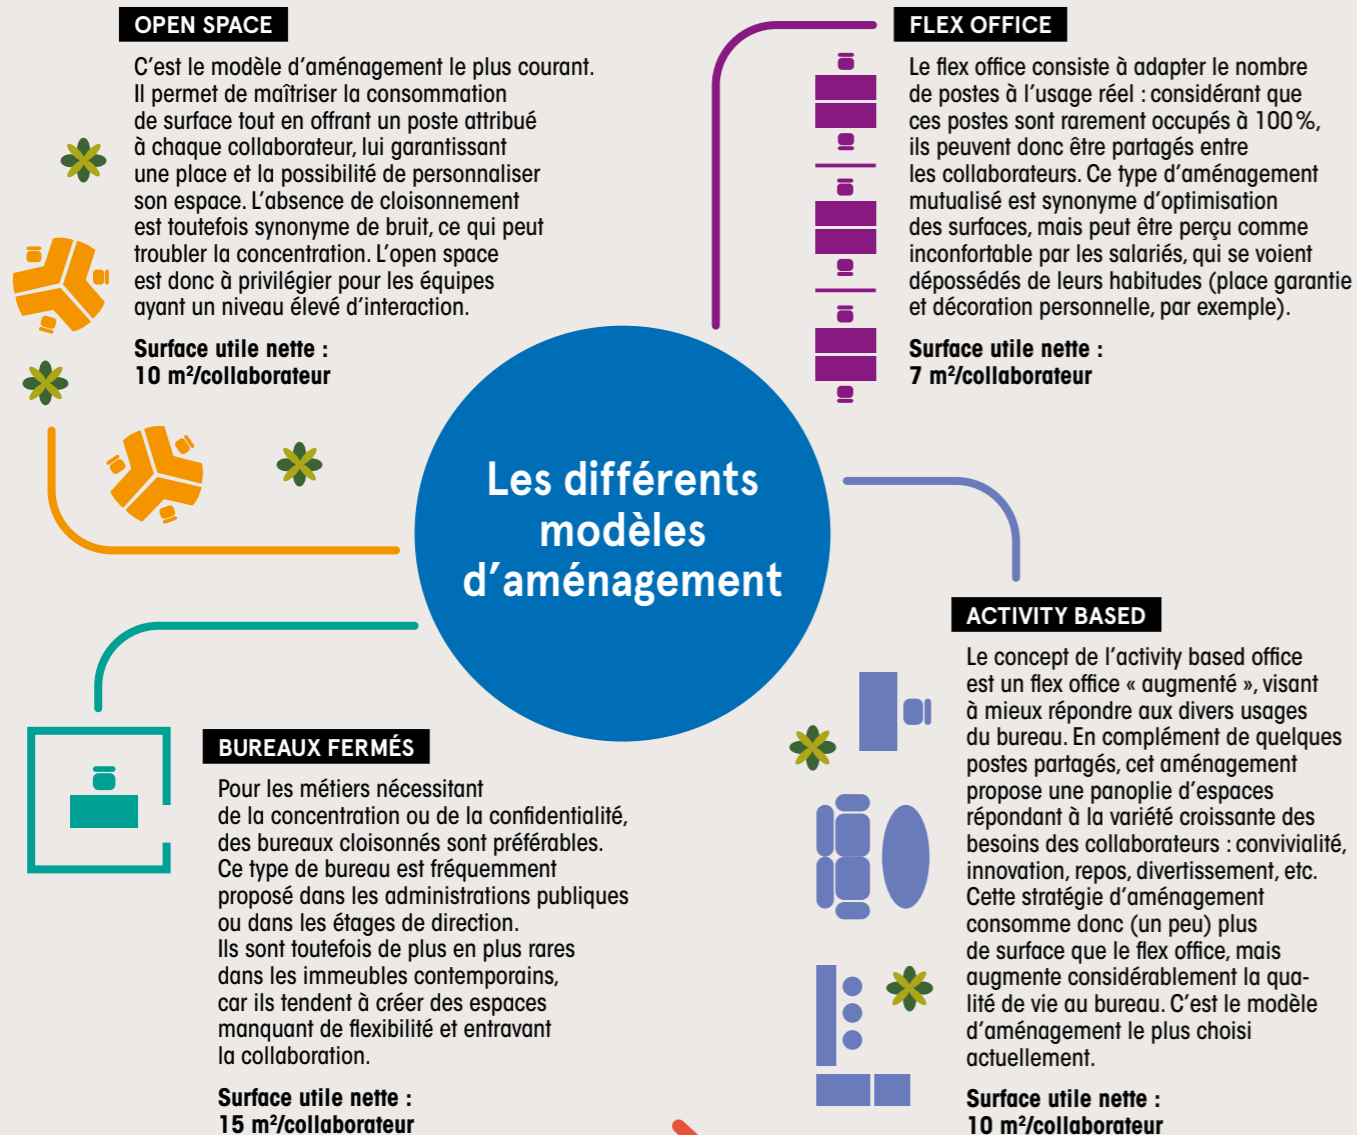 OPEN SPACE
C’est le modèle d’aménagement le plus courant.
Il permet de maîtriser la consommation
de surface tout en offrant un poste attribué
à chaque collaborateur, lui garantissant
une place et la possibilité de personnaliser
son espace. L’absence de cloisonnement
est toutefois synonyme de bruit, ce qui peut
troubler la concentration. L’open space
est donc à privilégier pour les équipes
ayant un niveau élevé d’interaction.
Surface utile nette :
10 m²/collaborateur
FLEX OFFICE
Le flex office consiste à adapter le nombre
de postes à l’usage réel : considérant que
ces postes sont rarement occupés à 100 %,
ils peuvent donc être partagés entre
les collaborateurs. Ce type d’aménagement
mutualisé est synonyme d’optimisation
des surfaces, mais peut être perçu comme
inconfortable par les salariés, qui se voient
dépossédés de leurs habitudes (place garantie
et décoration personnelle, par exemple).
Surface utile nette :
7 m²/collaborateur
Les différents
modèles
d’aménagement
BUREAUX FERMÉS
Pour les métiers nécessitant
de la concentration ou de la confidentialité,
des bureaux cloisonnés sont préférables.
Ce type de bureau est fréquemment
proposé dans les administrations publiques
ou dans les étages de direction.
Ils sont toutefois de plus en plus rares
dans les immeubles contemporains,
car ils tendent à créer des espaces
manquant de flexibilité et entravant
la collaboration.
Surface utile nette :
15 m²/collaborateur
ACTIVITY BASED
Le concept de l’activity based office
est un flex office « augmenté », visant
à mieux répondre aux divers usages
du bureau. En complément de quelques
postes partagés, cet aménagement
propose une panoplie d’espaces
répondant à la variété croissante des
besoins des collaborateurs : convivialité,
innovation, repos, divertissement, etc.
Cette stratégie d’aménagement
consomme donc (un peu) plus
de surface que le flex office, mais
augmente considérablement la qua-
lité de vie au bureau. C’est le modèle
d’aménagement le plus choisi
actuellement.
Surface utile nette :
10 m²/collaborateur